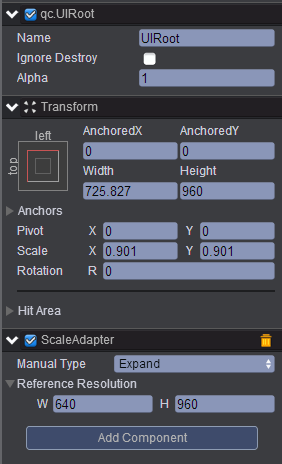 qc.UIRoot
Name UIRoot
Ignore Destroy
Alpha 1
Transform
left
top
AnchoredX AnchoredY
0 0
Width Height
725.827 960
Anchors
Pivot X 0 Y 0
Scale X 0.901 Y 0.901
Rotation R 0
Hit Area
ScaleAdapter
Manual Type Expand
Reference Resolution
W 640 H 960
Add Component